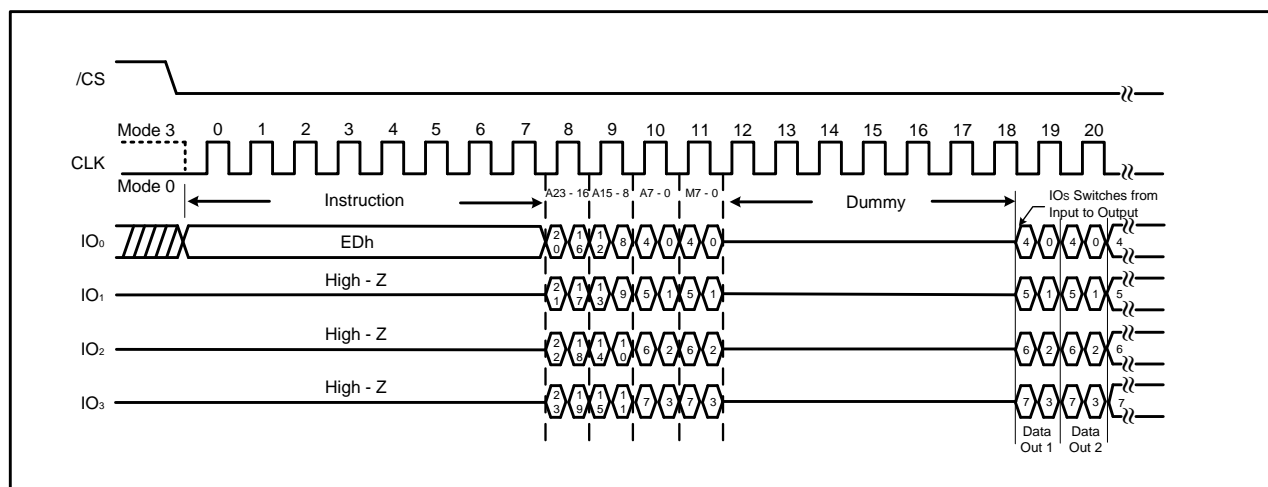 /CS
Mode 3 0 1 2 3 4 5 6 7 8 9 10 11 12 13 14 15 16 17 18 19 20
CLK
Mode 0
Instruction
A23 - 16 A15 - 8 A7 - 0 M7 - 0
Dummy
IOs Switches from
Input to Output
IO0 EDh 20 16 12 8 4 0 4 0 4 0 4 0 4
High - Z
IO1 21 17 13 9 5 1 5 1 5 1 5 1 5
High - Z
IO2 22 18 14 10 6 2 6 2 6 2 6 2 6
High - Z
IO3 23 19 15 11 7 3 7 3 7 3 7 3 7
Data Data
Out 1 Out 2